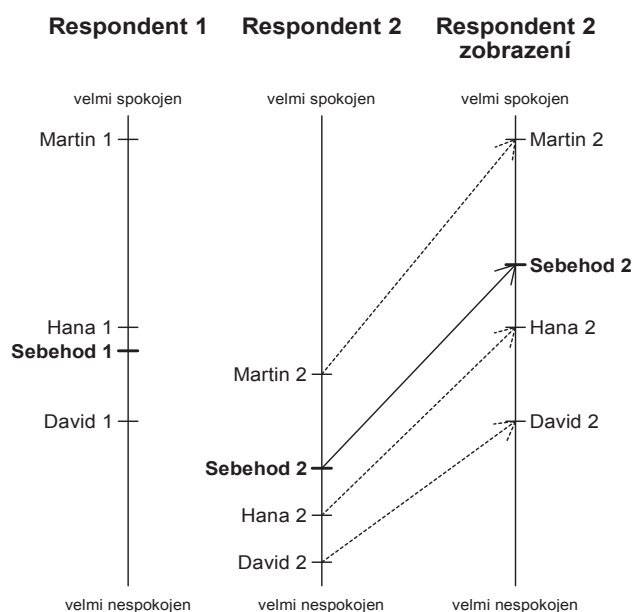 Respondent 1
Respondent 2
Respondent 2
zobrazení
velmi spokojen
velmi spokojen
velmi spokojen
Martin 1
Martin 2
Sebehod 2
Hana 1
Hana 2
Sebehod 1
Martin 2
David 1
David 2
Sebehod 2
Hana 2
David 2
velmi nespokojen
velmi nespokojen
velmi nespokojen